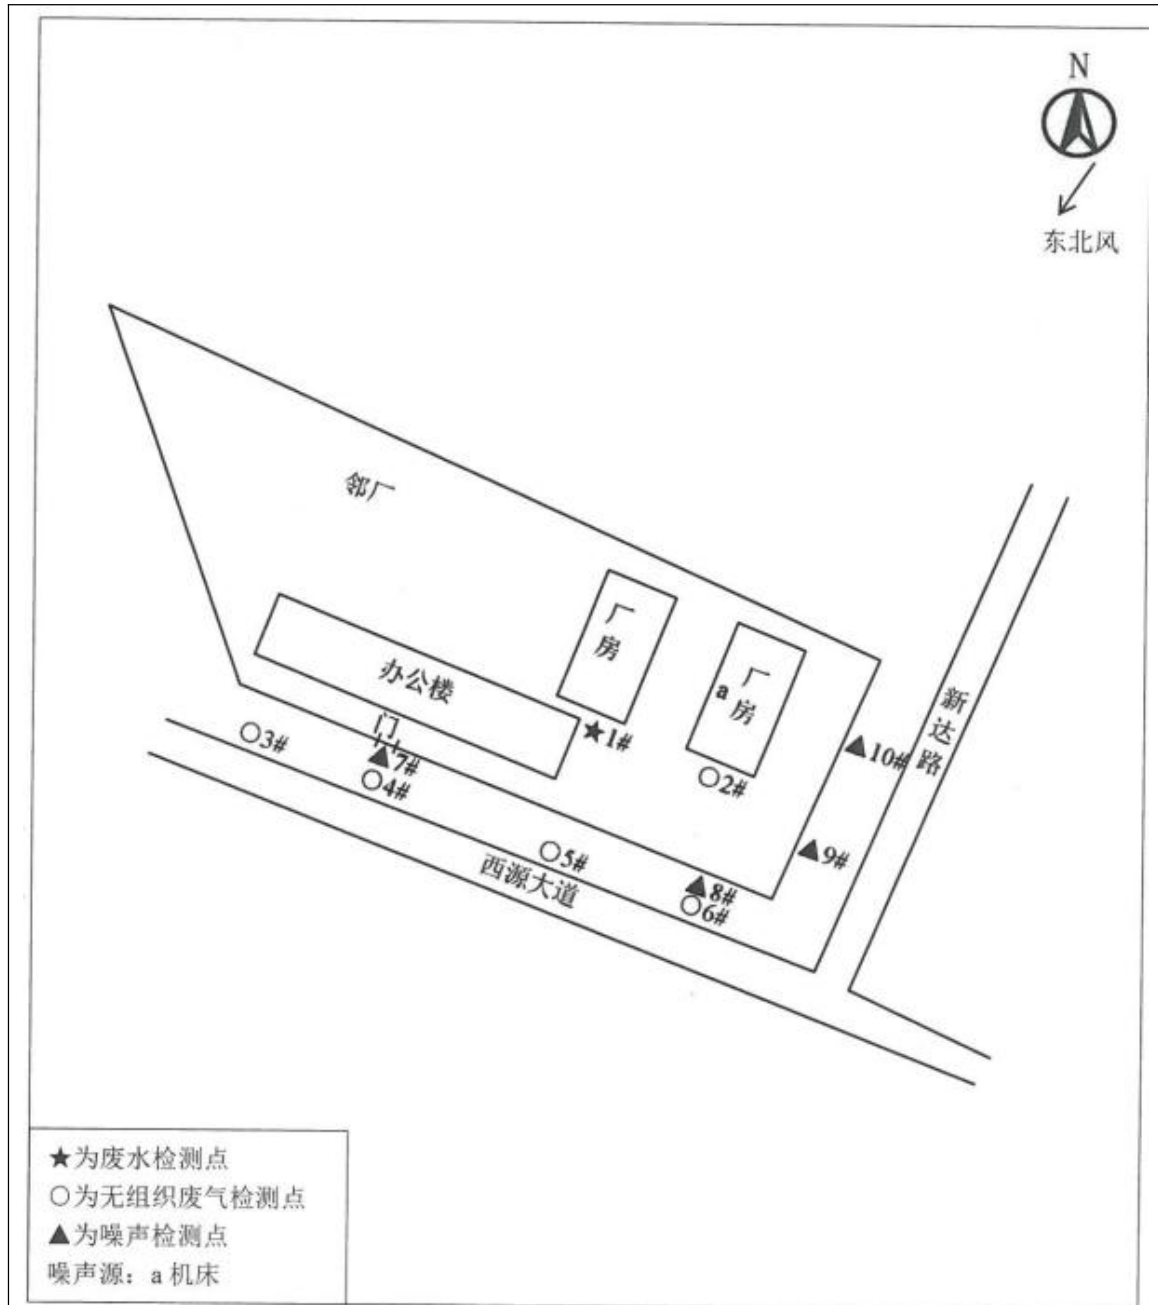 N
东北风
邻厂
厂房
厂房
a
办公楼
门
★1#
○2#
○3#
▲7#
○4#
○5#
▲8#
○6#
▲9#
▲10#
新达路
西源大道
★为废水检测点
○为无组织废气检测点
▲为噪声检测点
噪声源：a 机床